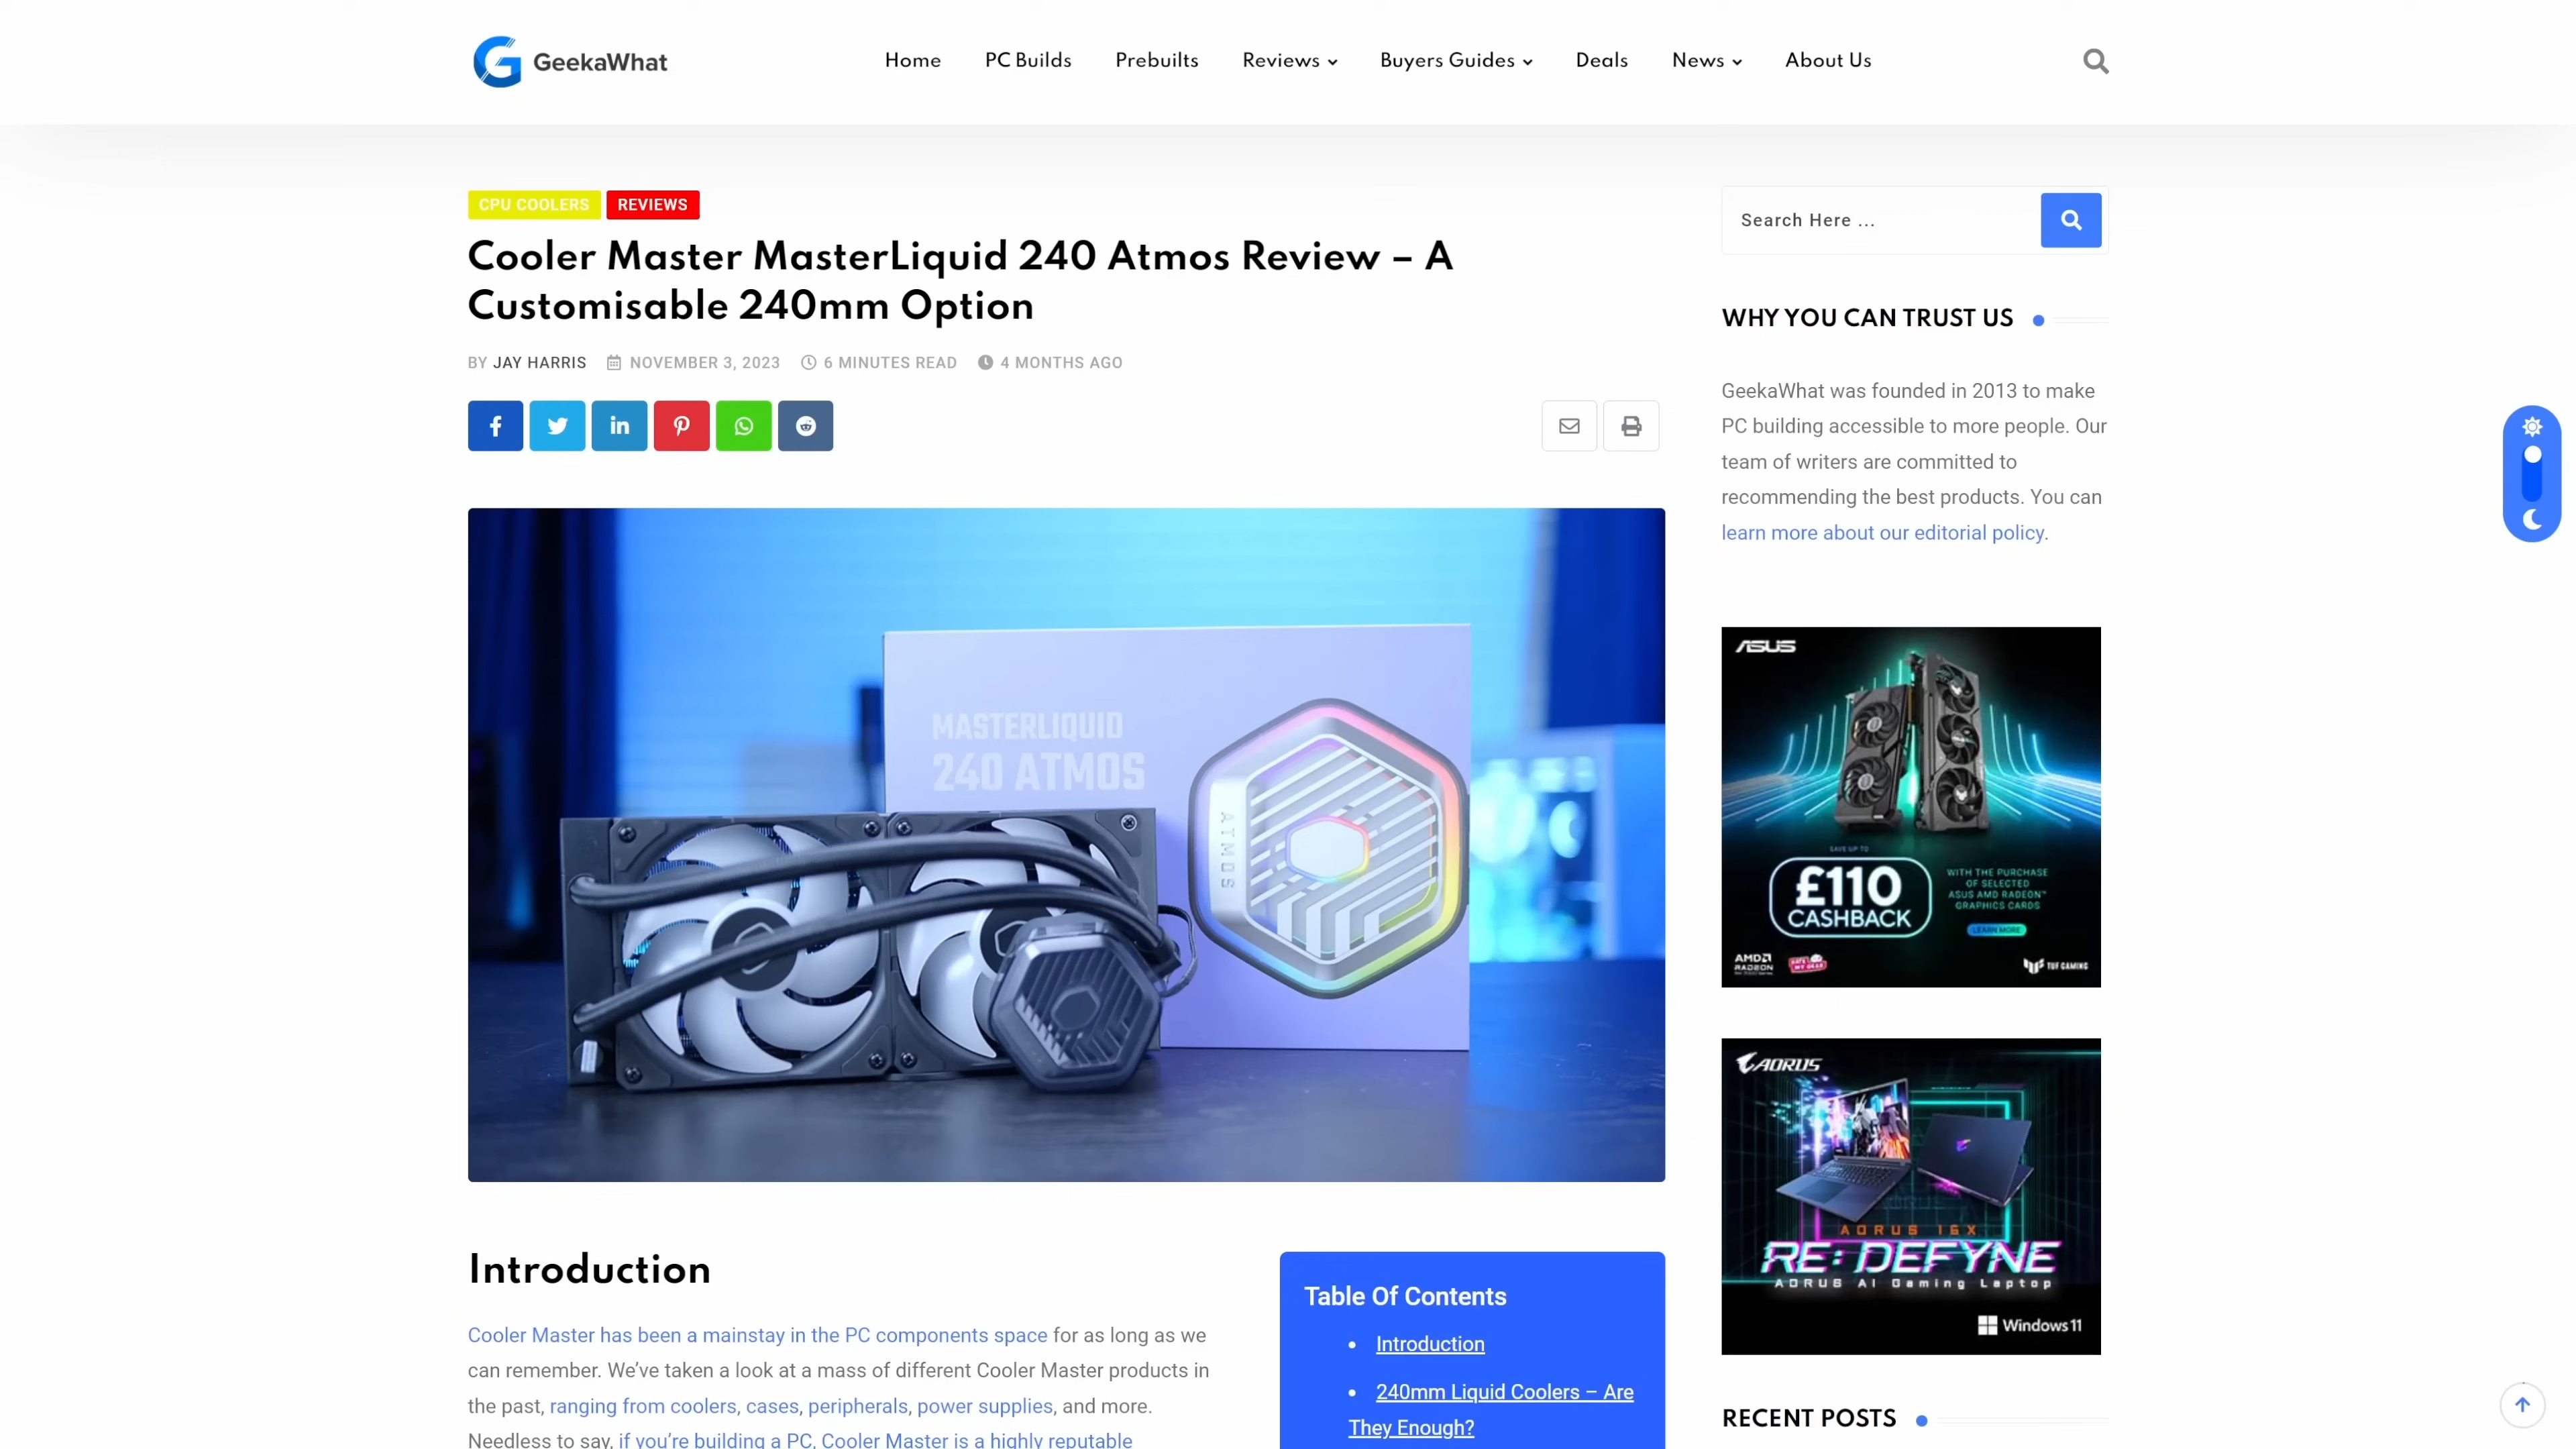 GeekaWhat
Home
PC Builds
Prebuilts
Reviews
Buyers Guides
Deals
News
About Us
CPU COOLERS
REVIEWS
Cooler Master MasterLiquid 240 Atmos Review – A
Customisable 240mm Option
BY JAY HARRIS
NOVEMBER 3, 2023
6 MINUTES READ
4 MONTHS AGO
MASTERLIQUID
240 ATMOS
ATMOS
Introduction
Cooler Master has been a mainstay in the PC components space for as long as we
can remember. We’ve taken a look at a mass of different Cooler Master products in
the past, ranging from coolers, cases, peripherals, power supplies, and more.
Needless to say, if you’re building a PC, Cooler Master is a highly reputable
Table Of Contents
Introduction
240mm Liquid Coolers – Are
They Enough?
Search Here ...
WHY YOU CAN TRUST US
GeekaWhat was founded in 2013 to make
PC building accessible to more people. Our
team of writers are committed to
recommending the best products. You can
learn more about our editorial policy.
ASUS
SAVE UP TO
£110
CASHBACK
WITH THE PURCHASE
OF SELECTED
ASUS AMD RADEON™
GRAPHICS CARDS
LEARN MORE
AMD
RADEON
TUF GAMING
AORUS
AORUS 16X
RE: DEFYNE
AORUS AI Gaming Laptop
Windows 11
RECENT POSTS